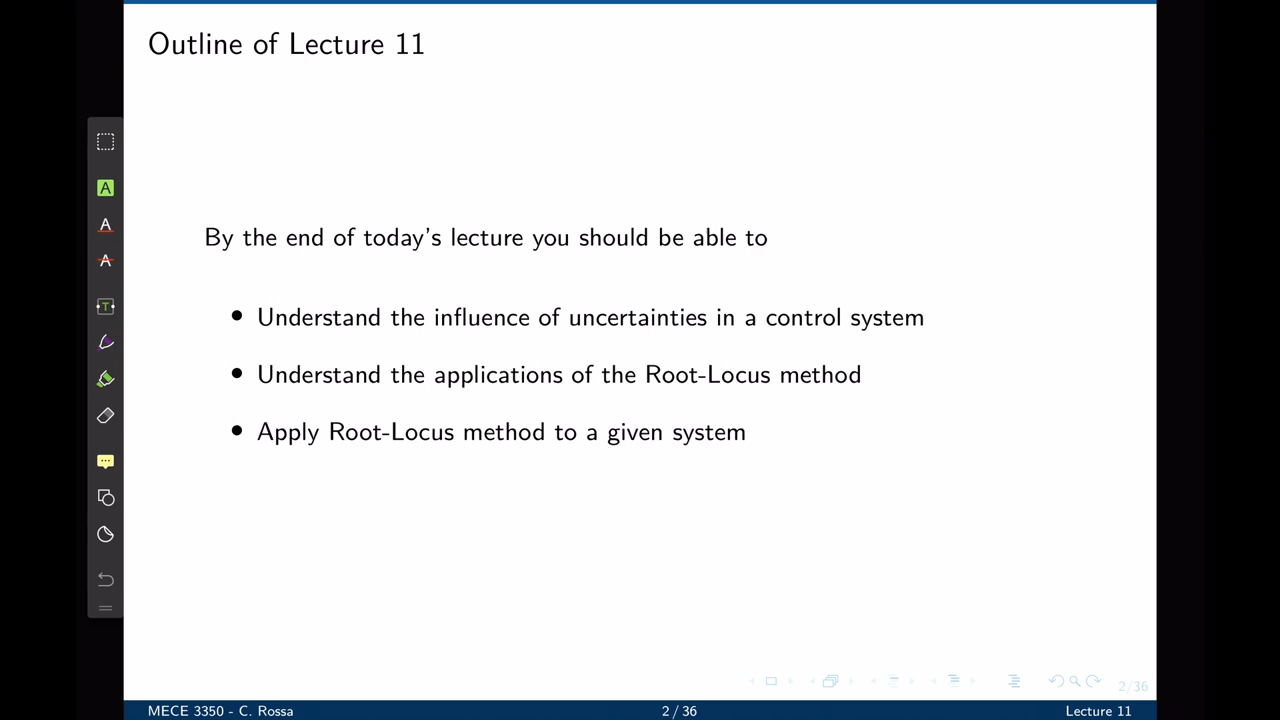 Outline of Lecture 11
By the end of today's lecture you should be able to
• Understand the influence of uncertainties in a control system
• Understand the applications of the Root-Locus method
• Apply Root-Locus method to a given system
A
A
A
T
2/36
MECE 3350 - C. Rossa
2 / 36
Lecture 11